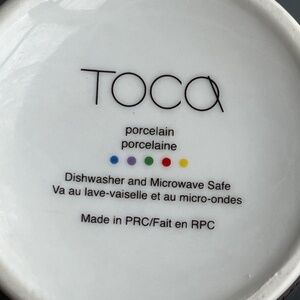 TOCA
porcelain
porcelaine
Dishwasher and Microwave Safe
Va au lave-vaiselle et au micro-ondes
Made in PRC/Fait en RPC